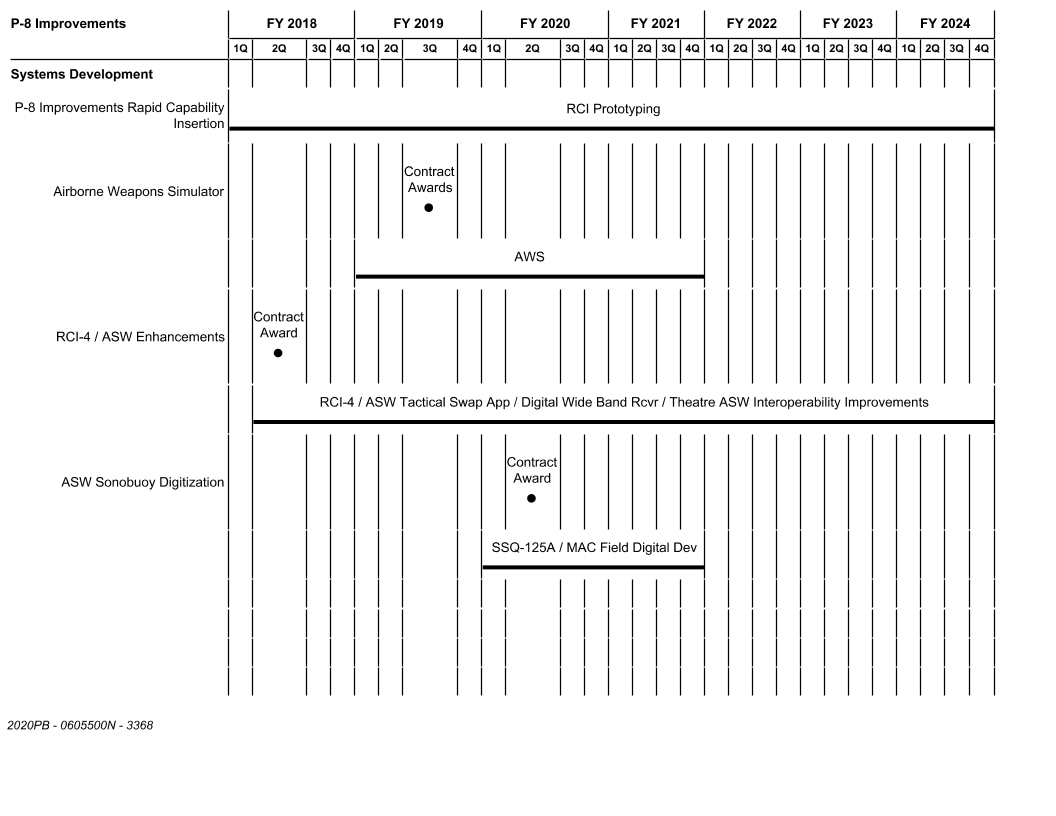 P-8 Improvements FY 2018 FY 2019 FY 2020 FY 2021 FY 2022 FY 2023 FY 2024
1Q 2Q 3Q 4Q 1Q 2Q 3Q 4Q 1Q 2Q 3Q 4Q 1Q 2Q 3Q 4Q 1Q 2Q 3Q 4Q 1Q 2Q 3Q 4Q 1Q 2Q 3Q 4Q
Systems Development
P-8 Improvements Rapid Capability
Insertion
RCI Prototyping
Airborne Weapons Simulator
Contract
Awards
AWS
RCI-4 / ASW Enhancements
Contract
Award
RCI-4 / ASW Tactical Swap App / Digital Wide Band Rcvr / Theatre ASW Interoperability Improvements
ASW Sonobuoy Digitization
Contract
Award
SSQ-125A / MAC Field Digital Dev
2020PB - 0605500N - 3368